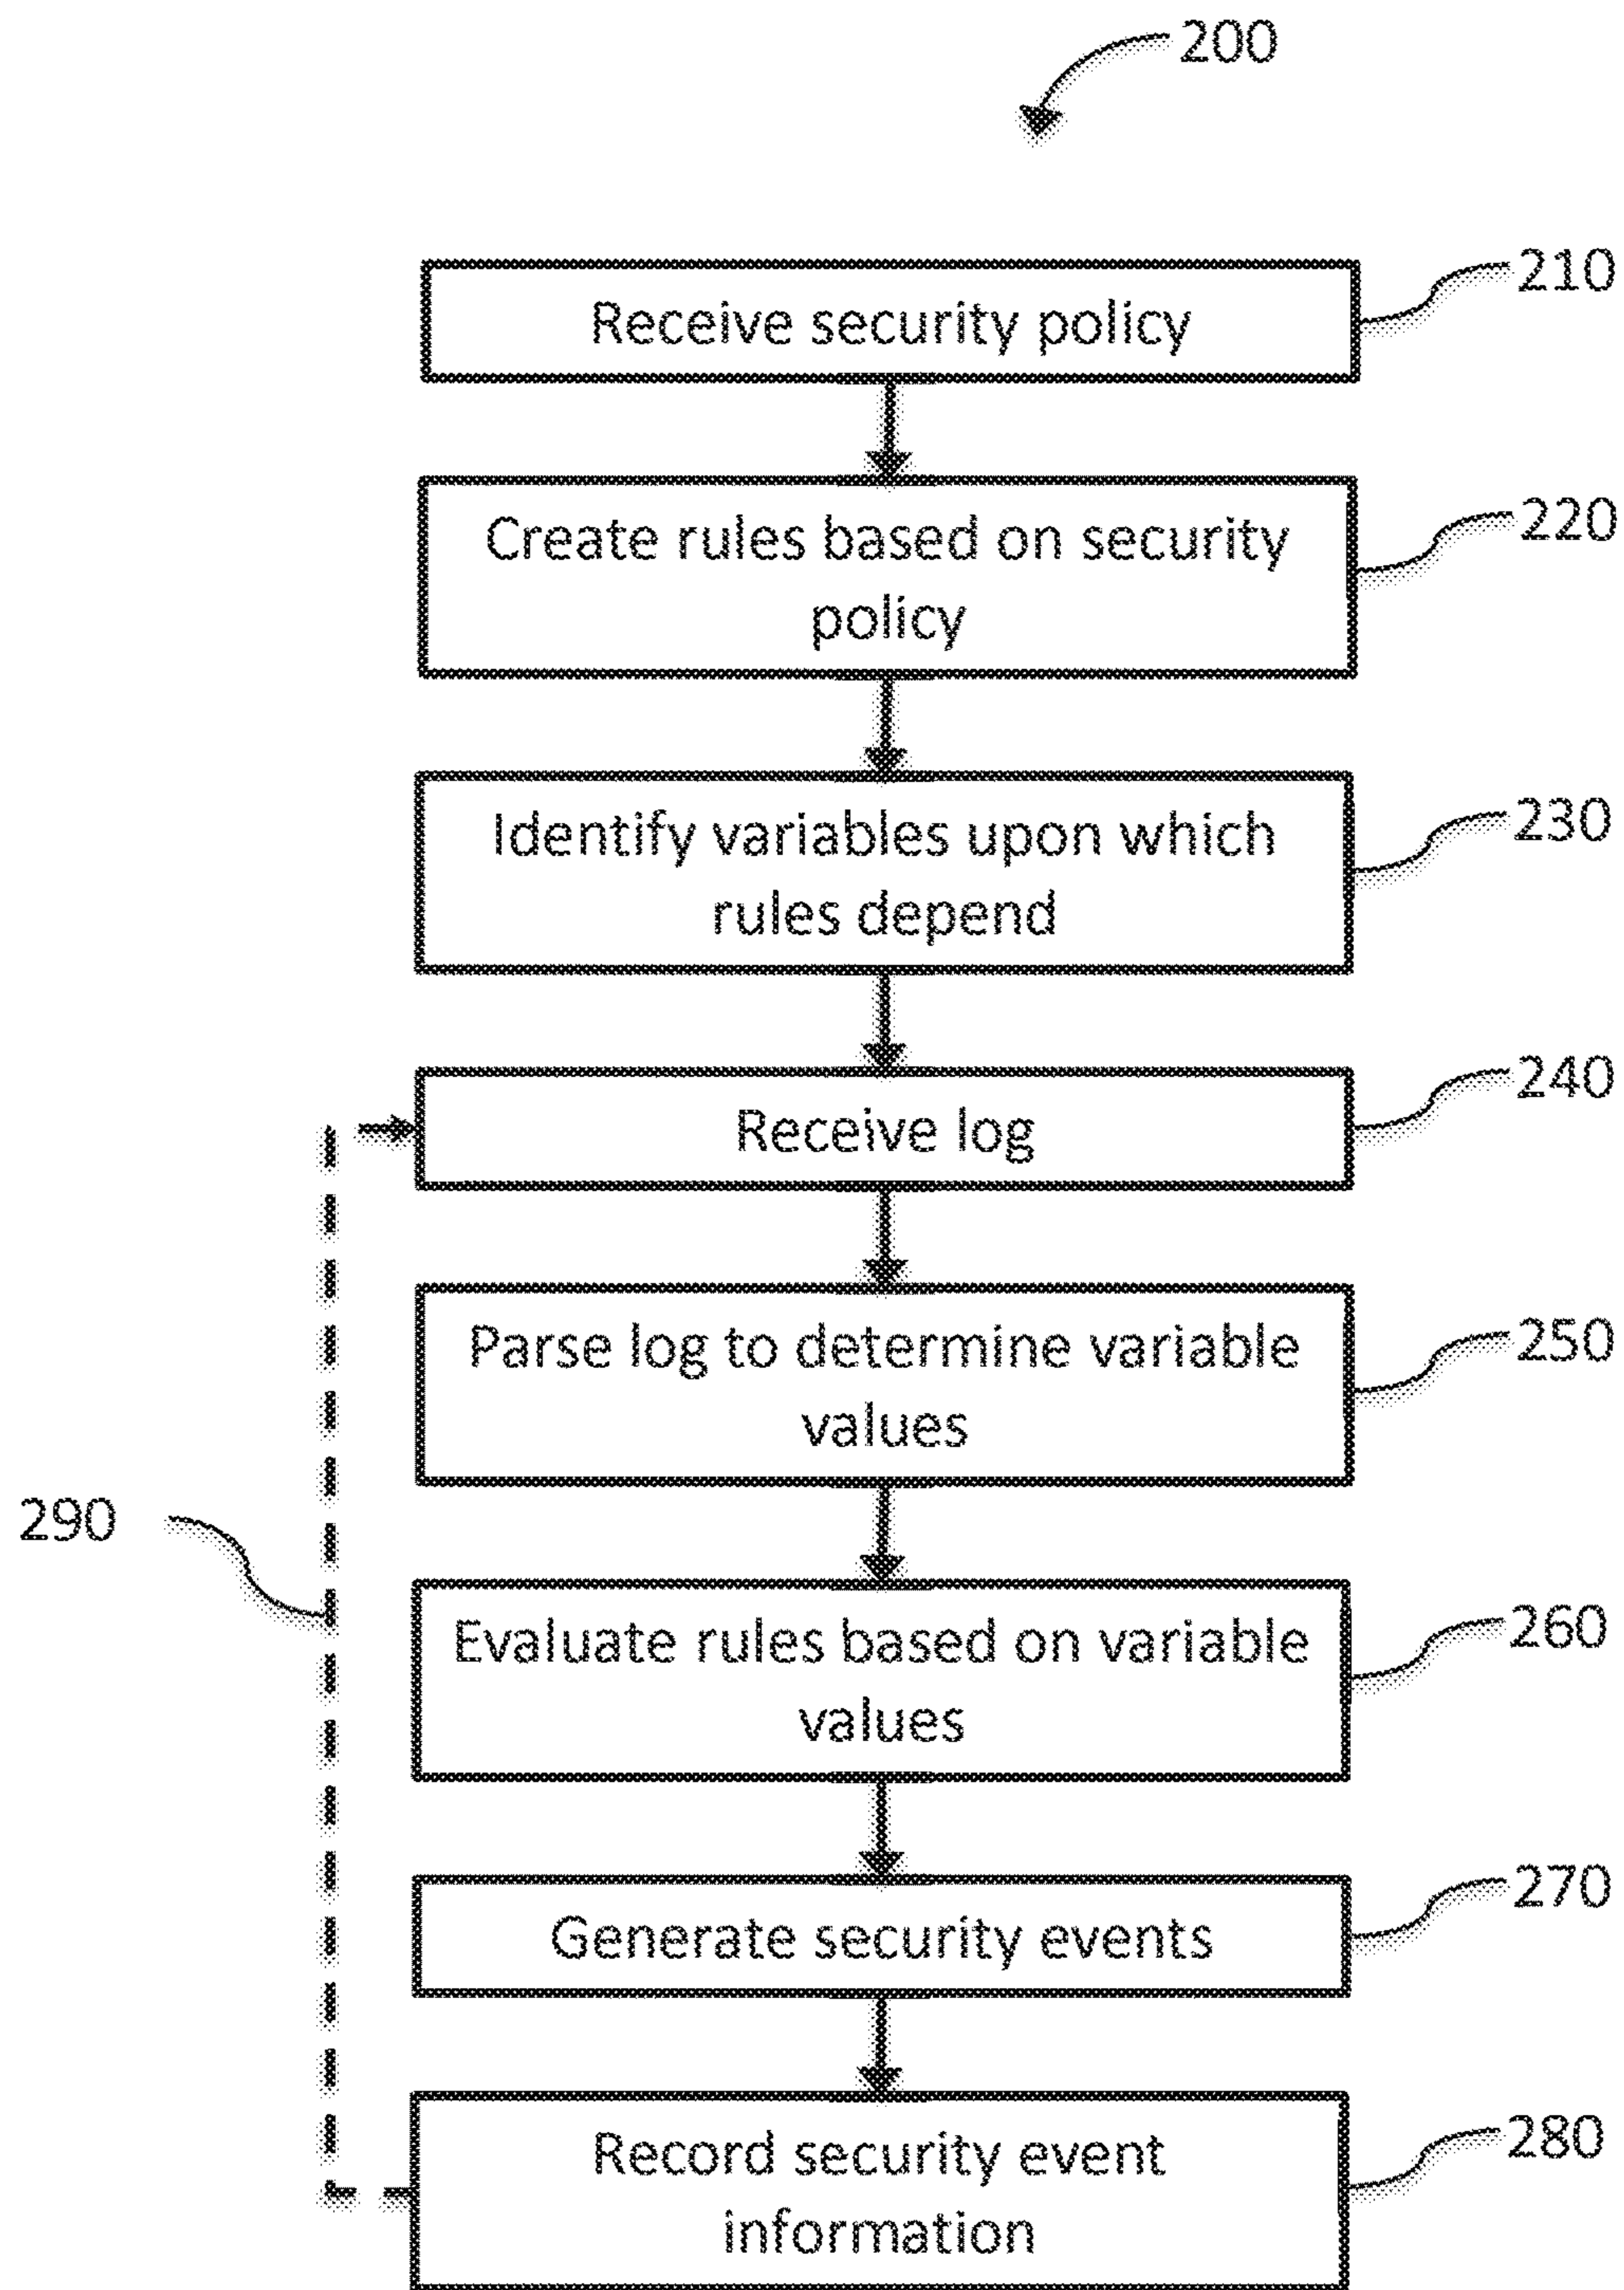 200
Receive security policy
210
Create rules based on security
policy
220
Identify variables upon which
rules depend
230
Receive log
240
Parse log to determine variable
values
250
290
Evaluate rules based on variable
values
260
Generate security events
270
Record security event
information
280